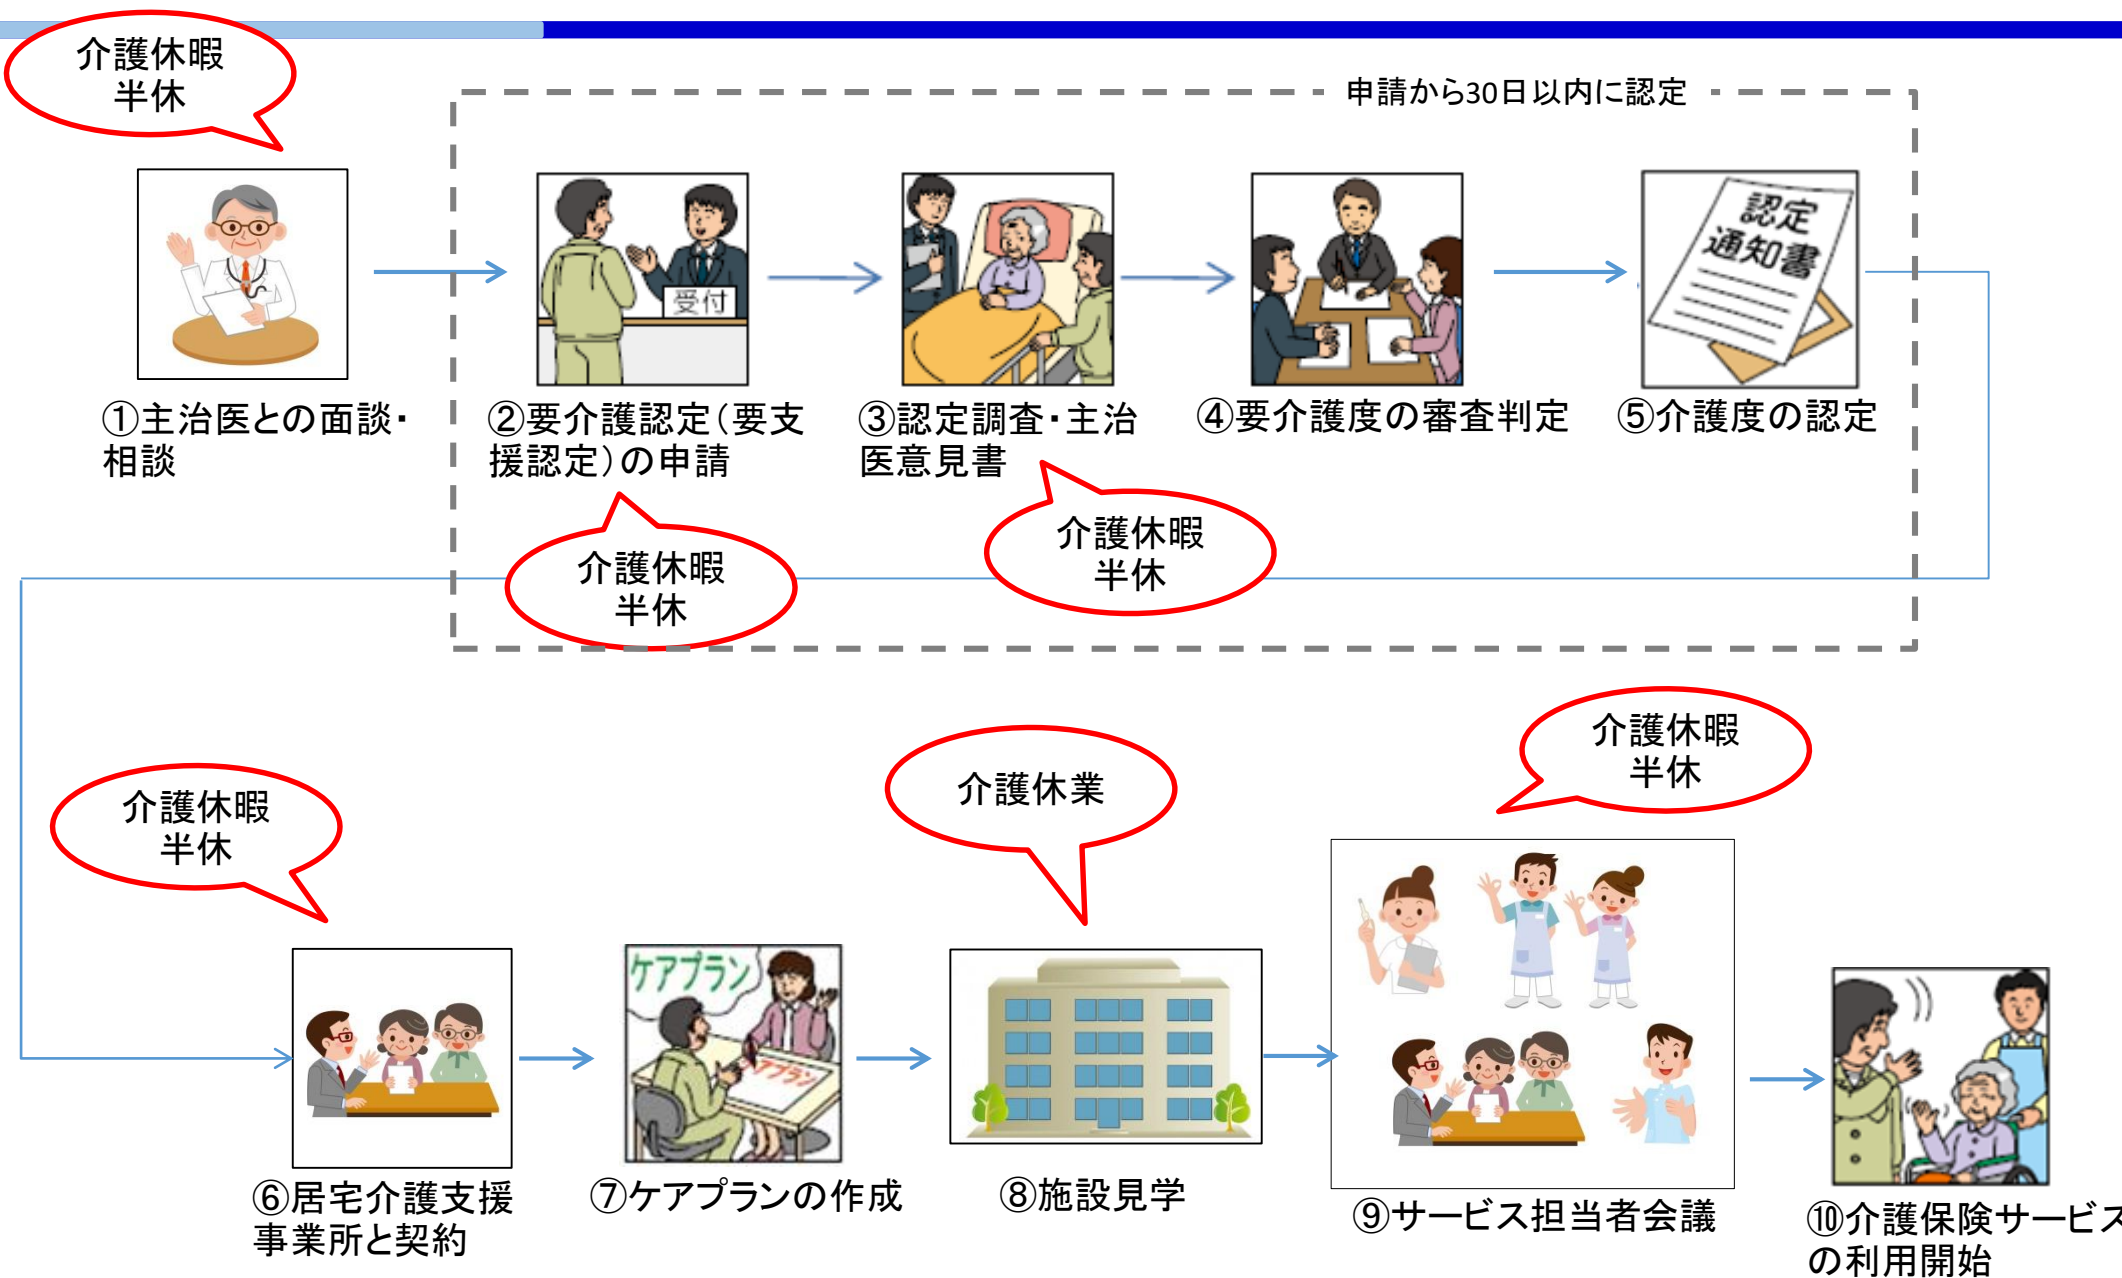 介護休暇
半休
申請から30日以内に認定
受付
認定
通知書
①主治医との面談・
相談
②要介護認定(要支
援認定)の申請
③認定調査・主治
医意見書
④要介護度の審査判定
⑤介護度の認定
介護休暇
半休
介護休暇
半休
介護休暇
半休
介護休業
介護休暇
半休
ケアプラン
アプラン
⑥居宅介護支援
事業所と契約
⑦ケアプランの作成
⑧施設見学
⑨サービス担当者会議
⑩介護保険サービス
の利用開始